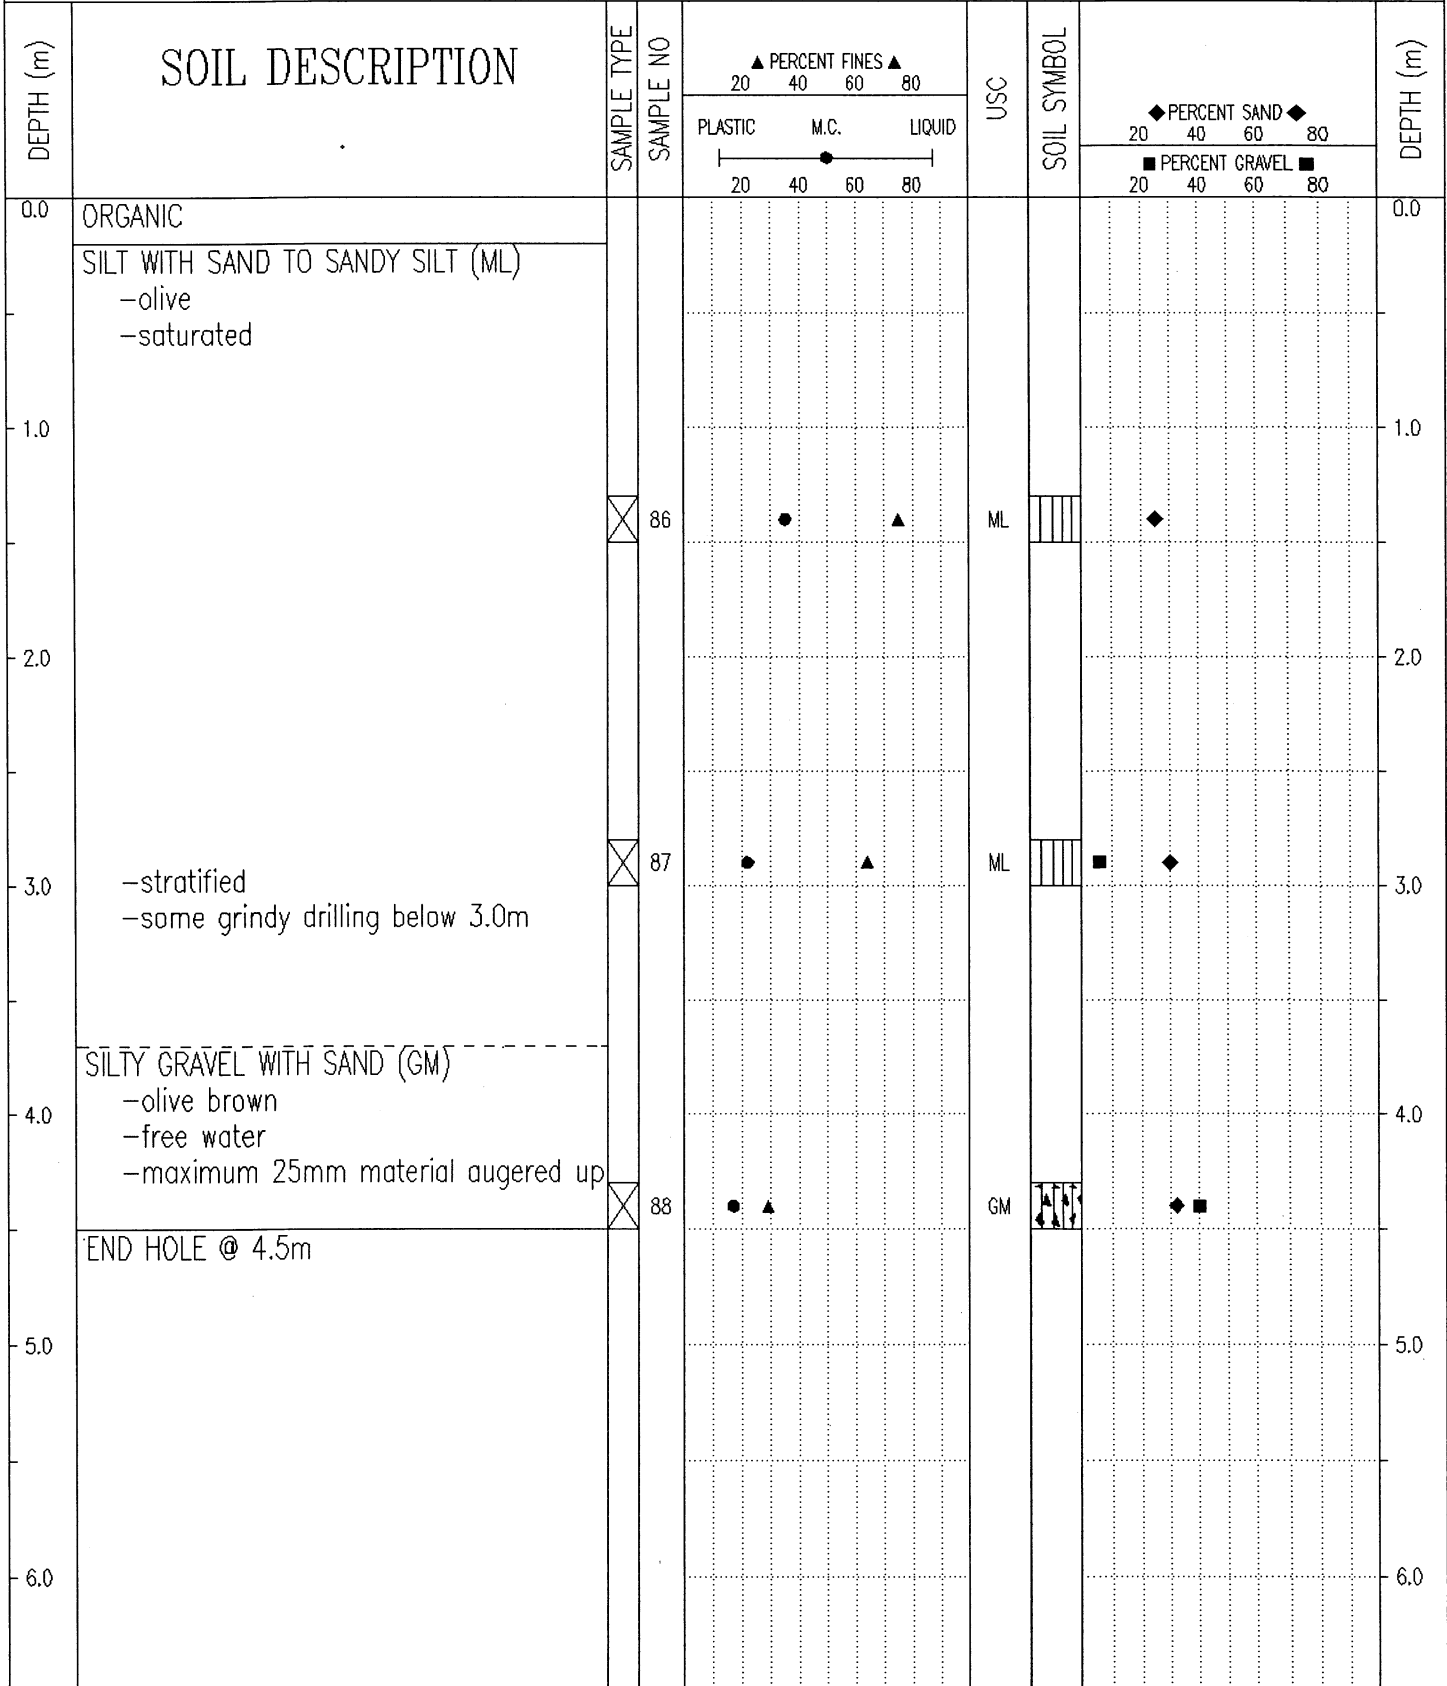 DEPTH (m)
SOIL DESCRIPTION
SAMPLE TYPE
SAMPLE NO
▲ PERCENT FINES ▲
20 40 60 80
PLASTIC M.C. LIQUID
20 40 60 80
USC
SOIL SYMBOL
◆ PERCENT SAND ◆
20 40 60 80
■ PERCENT GRAVEL ■
20 40 60 80
DEPTH (m)
0.0 ORGANIC 0.0
SILT WITH SAND TO SANDY SILT (ML)
-olive
-saturated
1.0 1.0
86 ML
2.0 2.0
87 ML
3.0 -stratified 3.0
-some grindy drilling below 3.0m
SILTY GRAVEL WITH SAND (GM)
-olive brown
4.0 4.0
-free water
-maximum 25mm material augered up
88 GM
END HOLE @ 4.5m
5.0 5.0
6.0 6.0